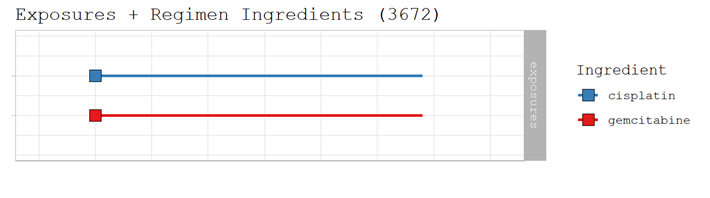 Exposures + Regimen Ingredients (3672)
exposures
Ingredient
cisplatin
gemcitabine